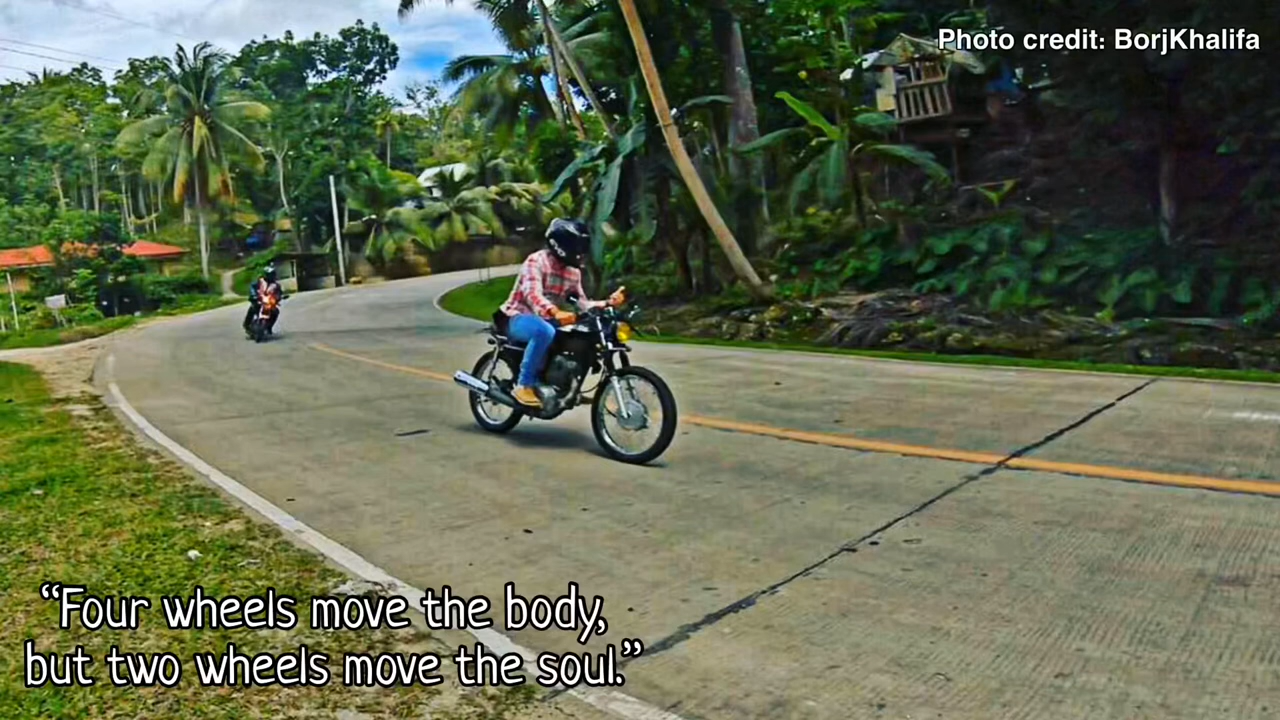 Photo credit: BorjKhalifa
“Four wheels move the body,
but two wheels move the soul.”